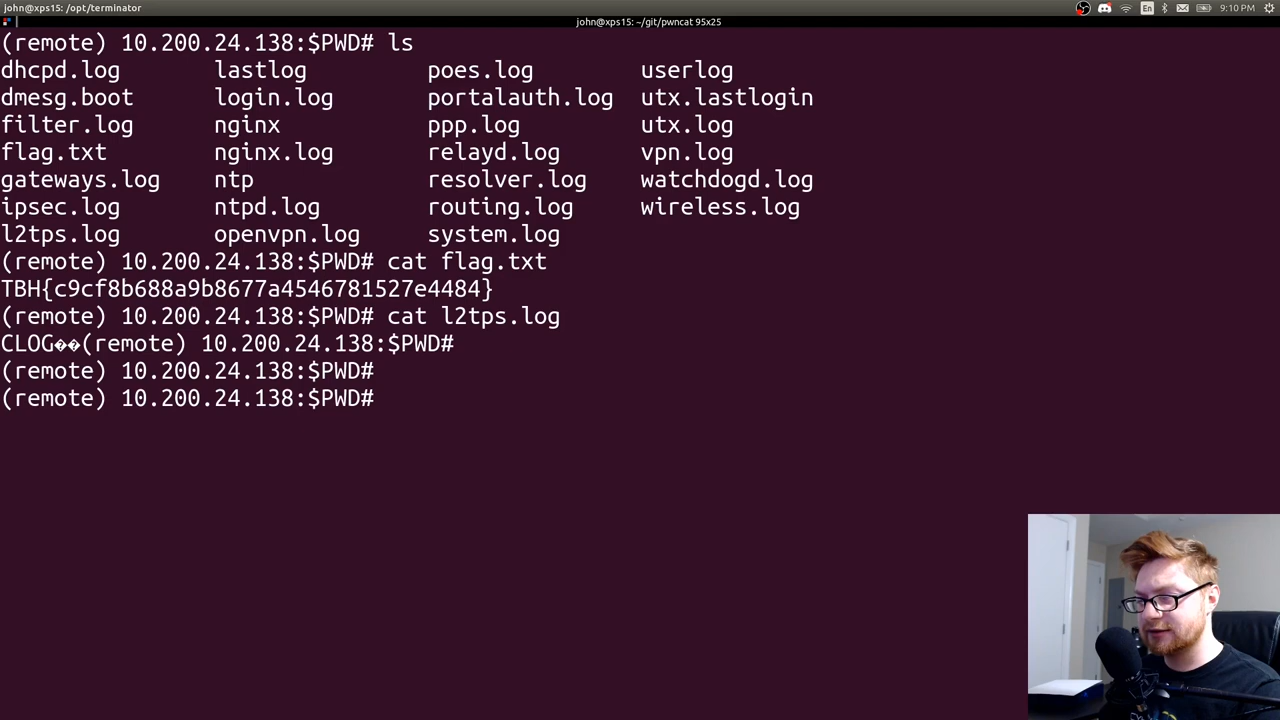 john@xps15: /opt/terminator
En
9:10 PM
john@xps15: ~/git/pwncat 95x25
(remote) 10.200.24.138:$PWD# ls
dhcpd.log lastlog poes.log userlog
dmesg.boot login.log portalauth.log utx.lastlogin
filter.log nginx ppp.log utx.log
flag.txt nginx.log relayd.log vpn.log
gateways.log ntp resolver.log watchdogd.log
ipsec.log ntpd.log routing.log wireless.log
l2tps.log openvpn.log system.log
(remote) 10.200.24.138:$PWD# cat flag.txt
TBH{c9cf8b688a9b8677a4546781527e4484}
(remote) 10.200.24.138:$PWD# cat l2tps.log
CLOG��(remote) 10.200.24.138:$PWD#
(remote) 10.200.24.138:$PWD#
(remote) 10.200.24.138:$PWD#